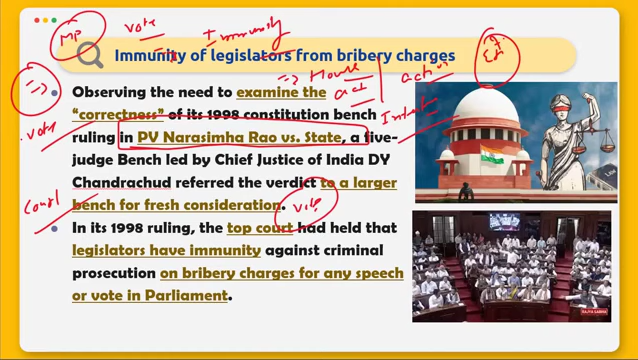 MP
vote
Immunity
Immunity of legislators from bribery charges
⇒ House
act
action
Observing the need to examine the
"correctness" of its 1998 constitution bench
ruling in PV Narasimha Rao vs. State, a five-
judge Bench led by Chief Justice of India DY
Chandrachud referred the verdict to a larger
bench for fresh consideration.
vote
Court
vote
In its 1998 ruling, the top court had held that
legislators have immunity against criminal
prosecution on bribery charges for any speech
or vote in Parliament.
RAJYA SABHA